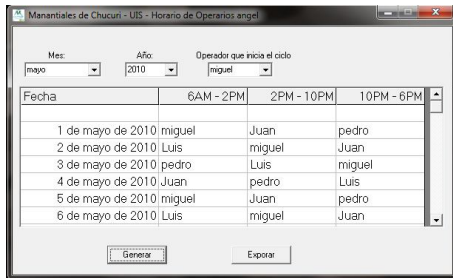 Manantiales de Chucuri - UIS - Horario de Operarios angel
Mes: Año: Operador que inicia el ciclo
mayo 2010 miguel
Fecha 6AM - 2PM 2PM - 10PM 10PM - 6PM
1 de mayo de 2010 miguel Juan pedro
2 de mayo de 2010 Luis miguel Juan
3 de mayo de 2010 pedro Luis miguel
4 de mayo de 2010 Juan pedro Luis
5 de mayo de 2010 miguel Juan pedro
6 de mayo de 2010 Luis miguel Juan
Generar Exporar